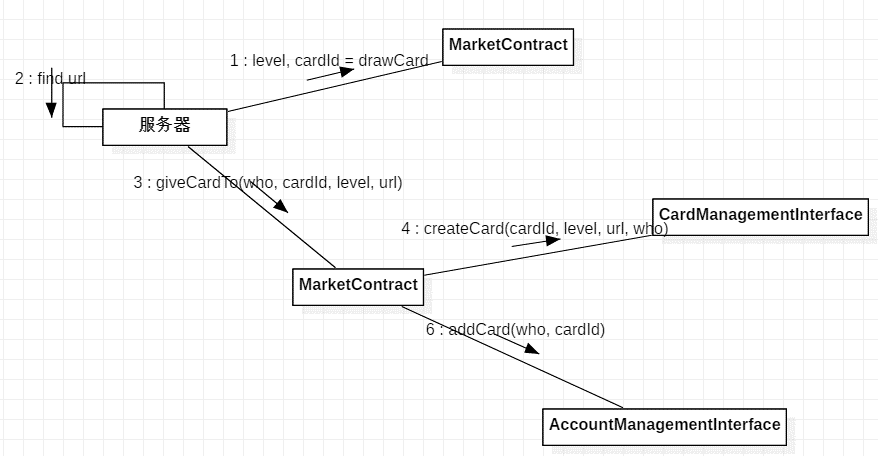 MarketContract
1 : level, cardId = drawCard
2 : find url
服务器
3 : giveCardTo(who, cardId, level, url)
CardManagementInterface
4 : createCard(cardId, level, url, who)
MarketContract
6 : addCard(who, cardId)
AccountManagementInterface